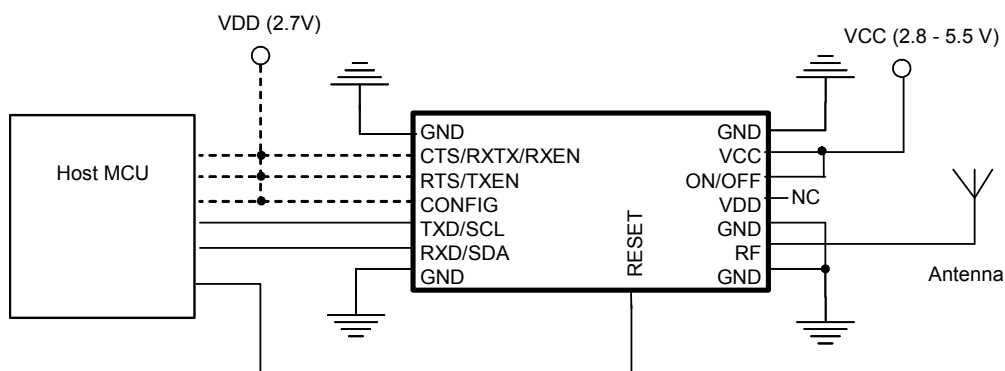 VDD (2.7V)
VCC (2.8 - 5.5 V)
Host MCU
GND
CTS/RXTX/RXEN
RTS/TXEN
CONFIG
TXD/SCL
RXD/SDA
GND
RESET
GND
VCC
ON/OFF
VDD
NC
GND
RF
GND
Antenna